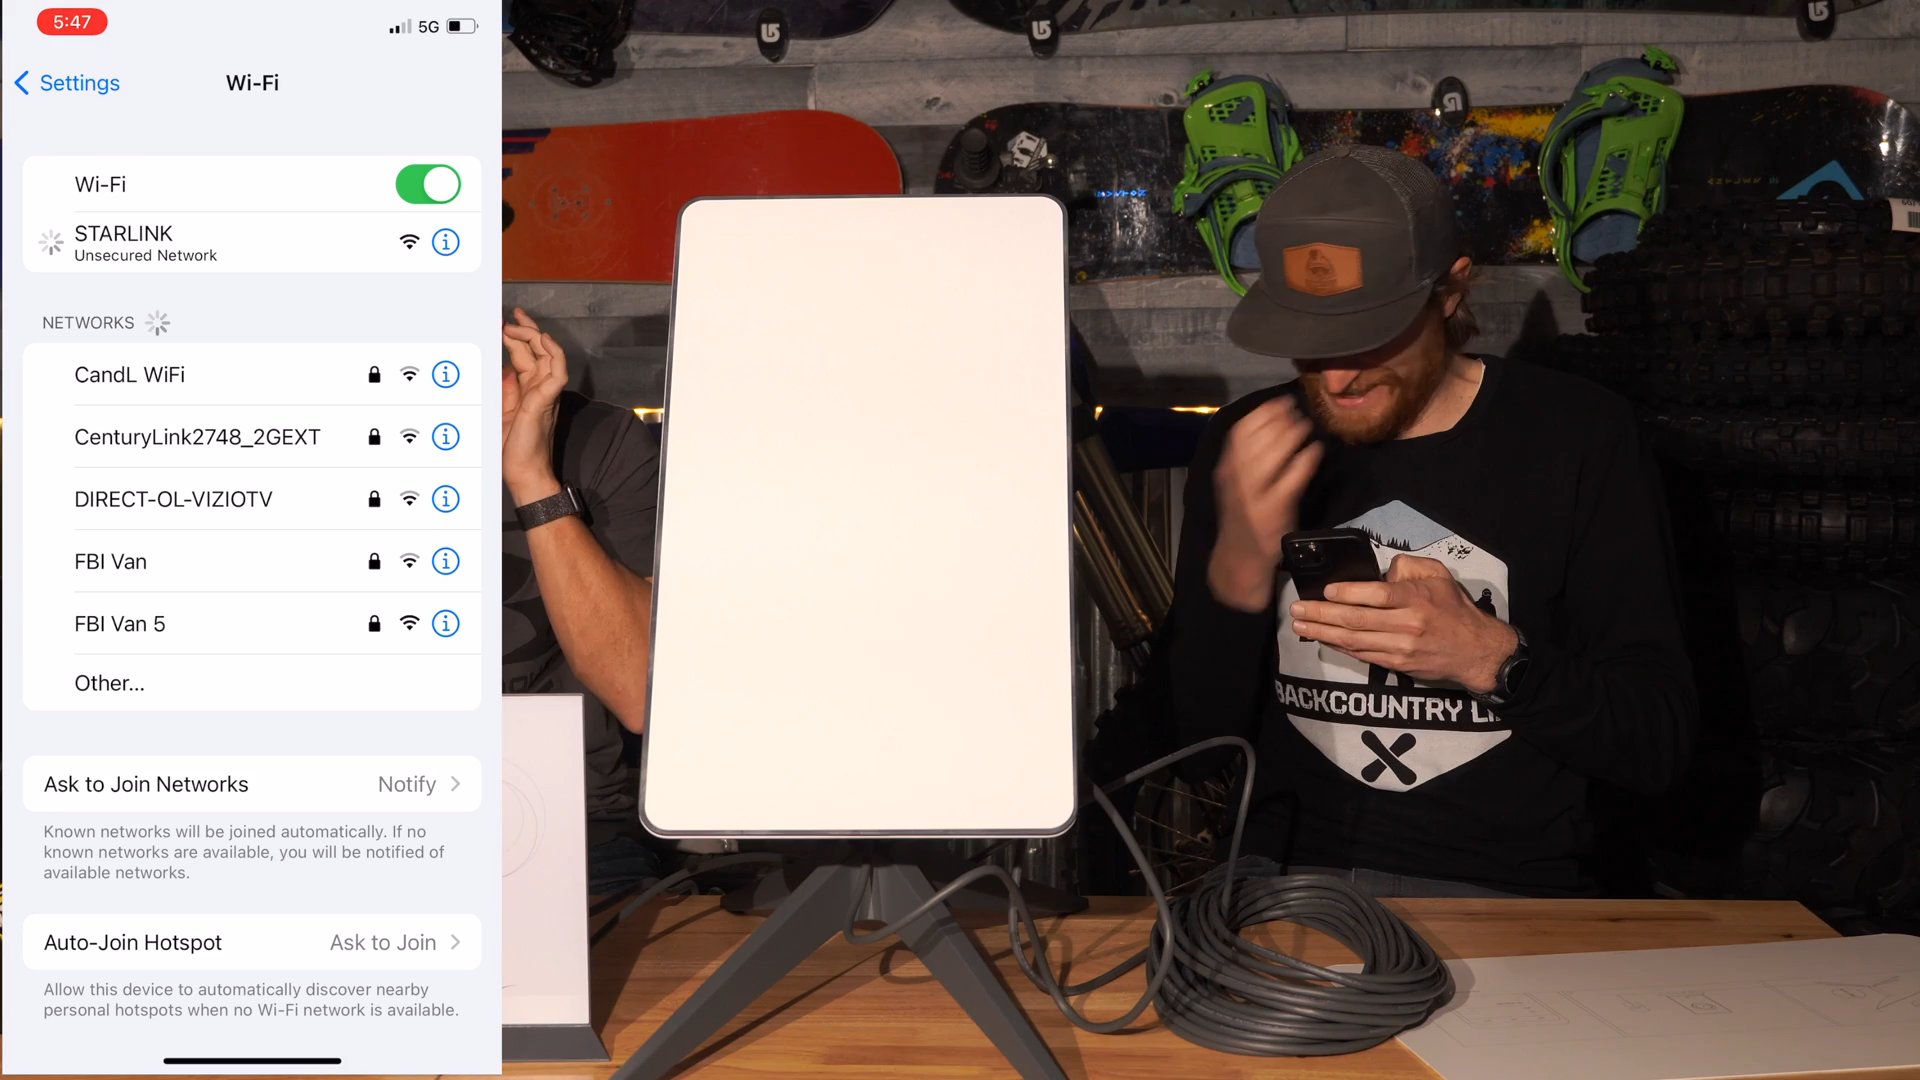 5:47
5G
Settings
Wi-Fi
Wi-Fi
STARLINK
Unsecured Network
NETWORKS
CandL WiFi
CenturyLink2748_2GEXT
DIRECT-OL-VIZIOTV
FBI Van
FBI Van 5
Other...
Ask to Join Networks Notify
Known networks will be joined automatically. If no
known networks are available, you will be notified of
available networks.
Auto-Join Hotspot Ask to Join
Allow this device to automatically discover nearby
personal hotspots when no Wi-Fi network is available.
BACKCOUNTRY